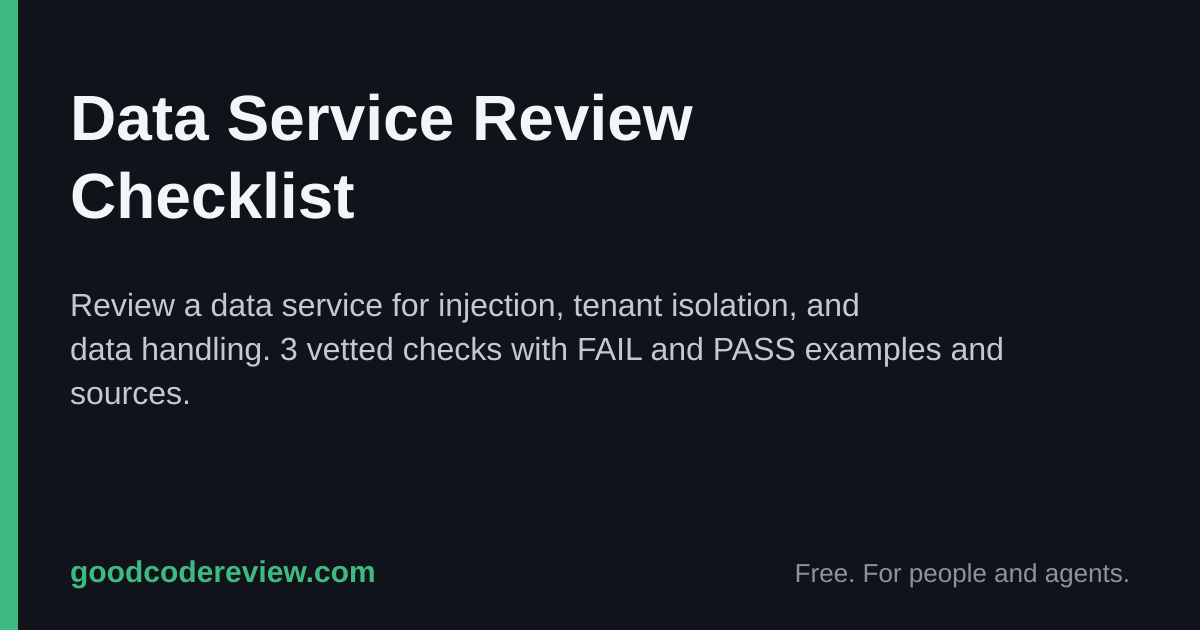 Data Service Review
Checklist
Review a data service for injection, tenant isolation, and
data handling. 3 vetted checks with FAIL and PASS examples and
sources.
goodcodereview.com
Free. For people and agents.